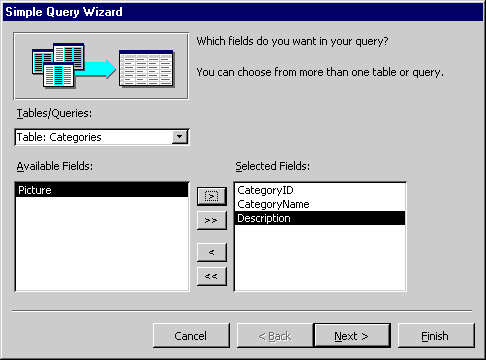 Simple Query Wizard
Which fields do you want in your query?
You can choose from more than one table or query.
Tables/Queries:
Table: Categories
Available Fields:
Selected Fields:
Picture
>
>>
<
<<
CategoryID
CategoryName
Description
Cancel
< Back
Next >
Finish